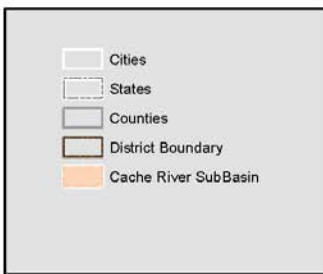 Cities
States
Counties
District Boundary
Cache River SubBasin